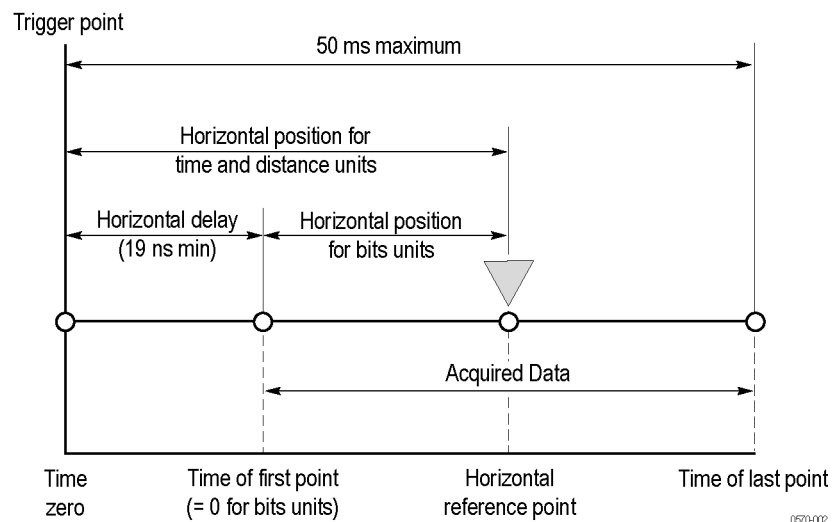 Trigger point
50 ms maximum
Horizontal position for
time and distance units
Horizontal delay
(19 ns min)
Horizontal position
for bits units
Acquired Data
Time
zero
Time of first point
(= 0 for bits units)
Horizontal
reference point
Time of last point
0570-002